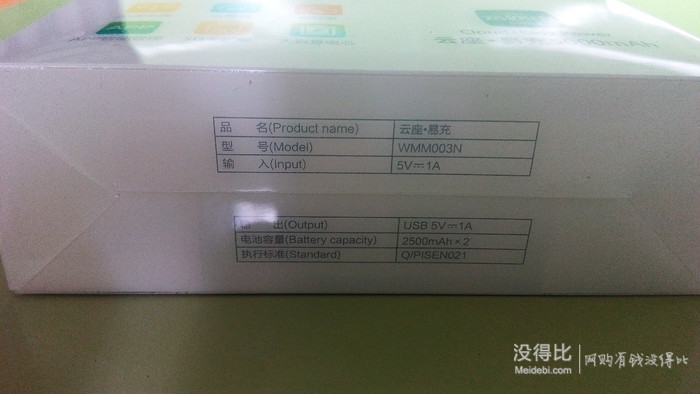 品 名(Product name) 云座•易充
型 号(Model) WMM003N
输 入(Input) 5V⎓1A
输 出(Output) USB 5V⎓1A
电池容量(Battery capacity) 2500mAh×2
执行标准(Standard) Q/PISEN021
没得比
Meidebi.com
网购有钱没得比